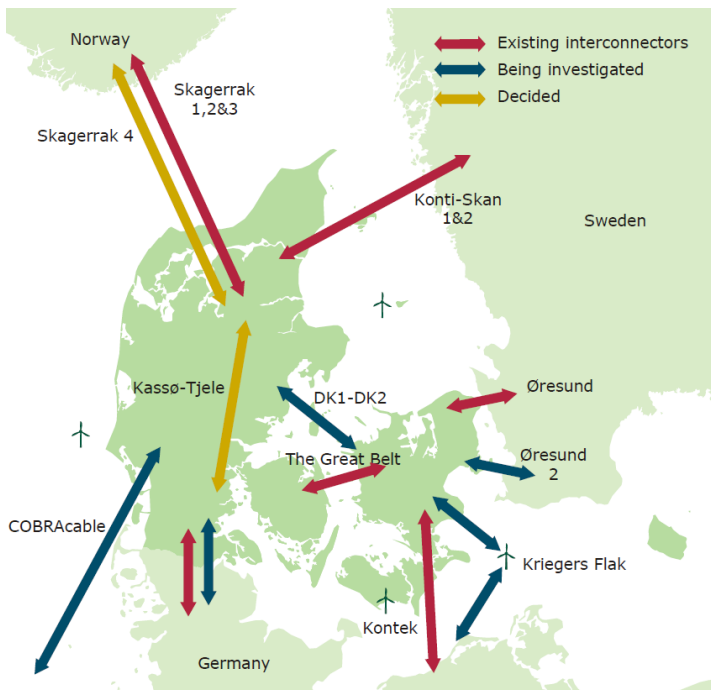 Norway
Existing interconnectors
Being investigated
Decided
Skagerrak
1,2&3
Skagerrak 4
Konti-Skan
1&2
Sweden
Kassø-Tjele
DK1-DK2
Øresund
The Great Belt
Øresund
2
COBRAcable
Kriegers Flak
Kontek
Germany